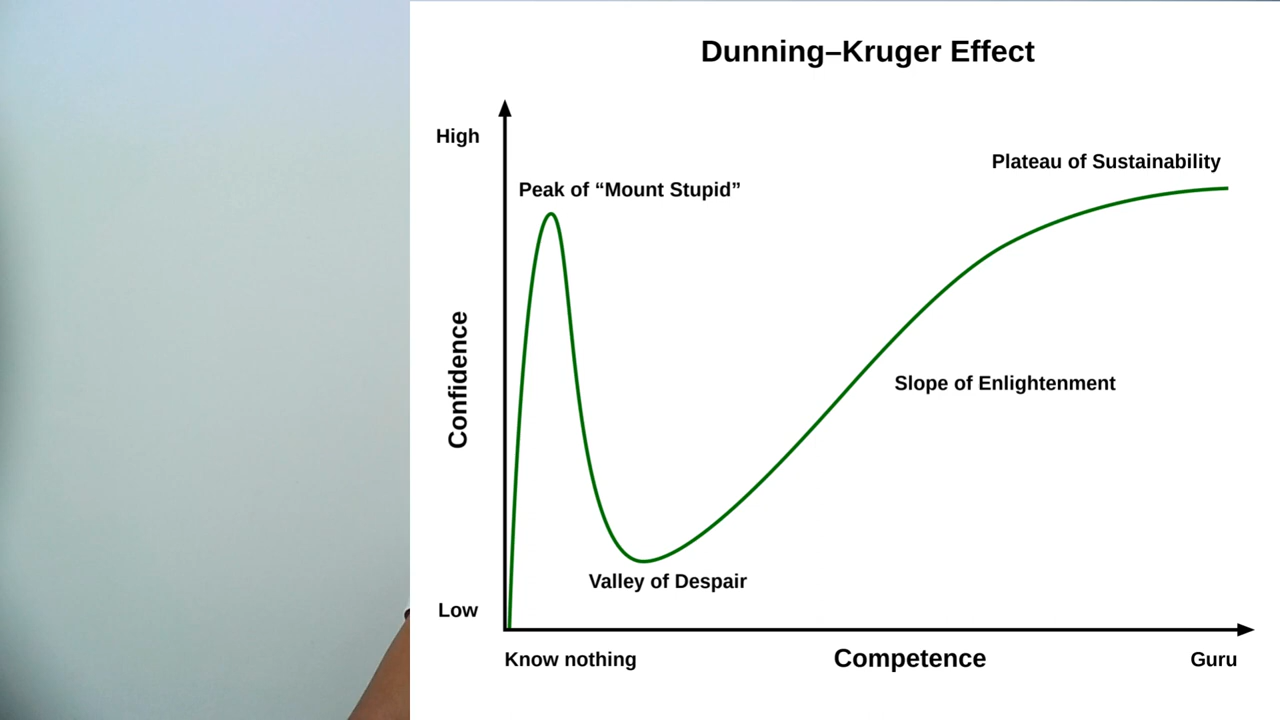 Dunning–Kruger Effect
High
Plateau of Sustainability
Peak of “Mount Stupid”
Confidence
Slope of Enlightenment
Valley of Despair
Low
Know nothing
Competence
Guru